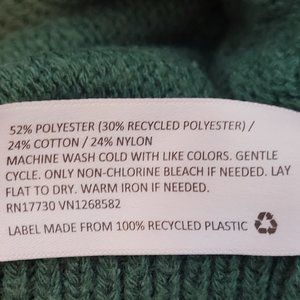 52% POLYESTER (30% RECYCLED POLYESTER) /
24% COTTON / 24% NYLON
MACHINE WASH COLD WITH LIKE COLORS. GENTLE
CYCLE. ONLY NON-CHLORINE BLEACH IF NEEDED. LAY
FLAT TO DRY. WARM IRON IF NEEDED.
RN17730 VN1268582
LABEL MADE FROM 100% RECYCLED PLASTIC